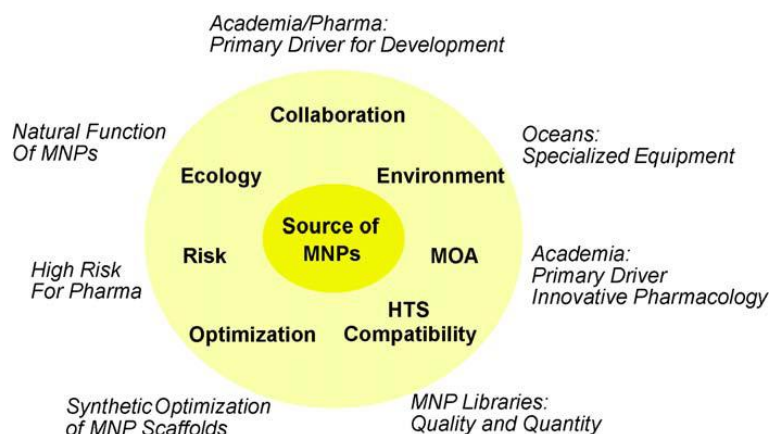 Academia/Pharma:
Primary Driver for Development
Collaboration
Natural Function
Of MNPs
Oceans:
Specialized Equipment
Ecology
Environment
Source of
MNPs
Risk
MOA
High Risk
For Pharma
Academia:
Primary Driver
Innovative Pharmacology
Optimization
HTS
Compatibility
Synthetic Optimization
of MNP Scaffolds
MNP Libraries:
Quality and Quantity